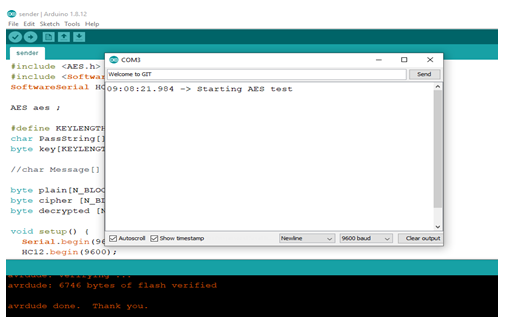 sender | Arduino 1.8.12
File Edit Sketch Tools Help
sender
#include <AES.h>
#include <Softwar
SoftwareSerial HC
AES aes ;
#define KEYLENGTH
char PassString[]
byte key[KEYLENGT
//char Message[]
byte plain[N_BLOC
byte cipher [N_BL
byte decrypted [N
void setup() {
Serial.begin(96
HC12.begin(9600);
COM3
Welcome to GIT
Send
09:08:21.984 -> Starting AES test
Autoscroll Show timestamp Newline 9600 baud Clear output
avrdude: verifying ...
avrdude: 6746 bytes of flash verified
avrdude done. Thank you.